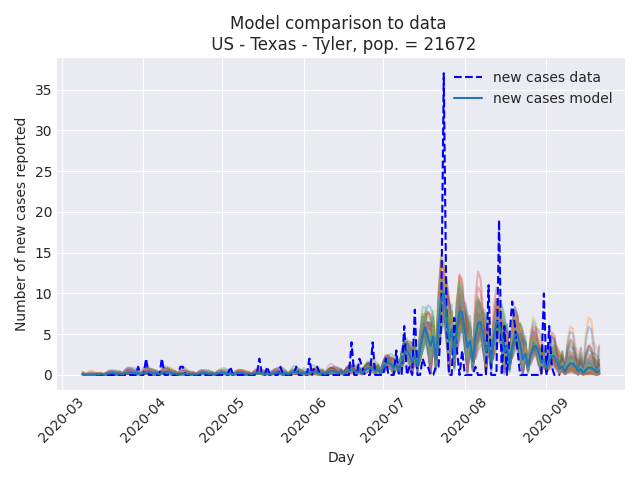 Model comparison to data
US - Texas - Tyler, pop. = 21672
new cases data
new cases model
Number of new cases reported
35
30
25
20
15
10
5
0
2020-03
2020-04
2020-05
2020-06
2020-07
2020-08
2020-09
Day